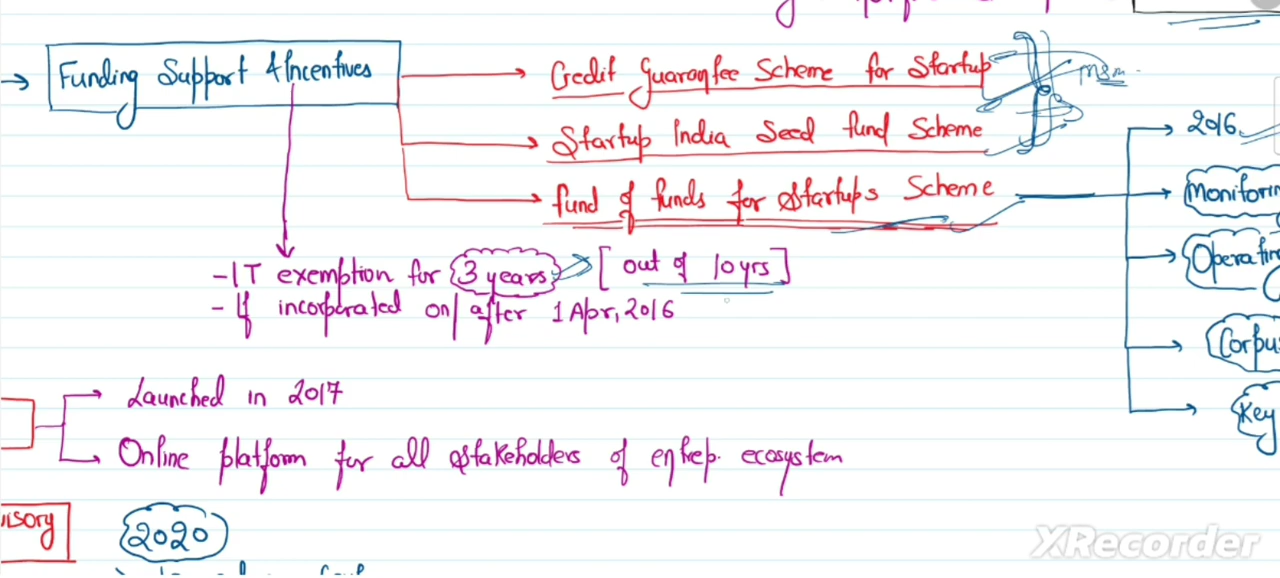 Funding Support & Incentives
Credit Guarantee Scheme for Startup
Startup India Seed fund Scheme
fund of funds for Startups Scheme
2016
Monitorin
Operatin
Corpus
Key
- IT exemption for 3 years [out of 10 yrs]
- If incorporated on/after 1 Apr, 2016
Launched in 2017
Online platform for all stakeholders of entrep. ecosystem
isory
2020
XRecorder